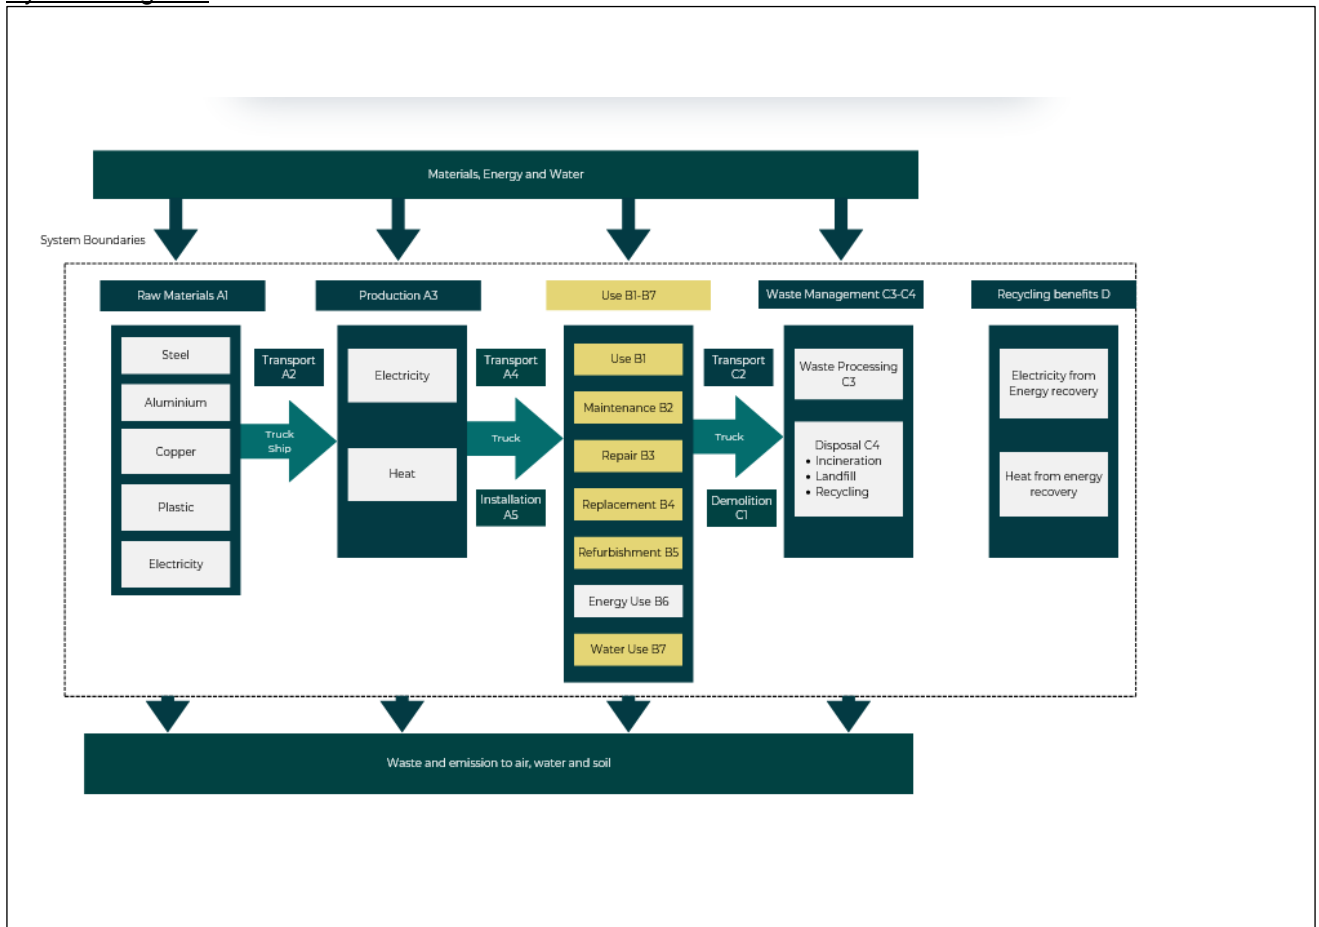 Materials, Energy and Water
System Boundaries
Raw Materials A1
Production A3
Use B1-B7
Waste Management C3-C4
Recycling benefits D
Steel
Aluminium
Copper
Plastic
Electricity
Transport
A2
Truck
Ship
Electricity
Heat
Transport
A4
Truck
Installation
A5
Use B1
Maintenance B2
Repair B3
Replacement B4
Refurbishment B5
Energy Use B6
Water Use B7
Transport
C2
Truck
Demolition
C1
Waste Processing
C3
Disposal C4
• Incineration
• Landfill
• Recycling
Electricity from
Energy recovery
Heat from energy
recovery
Waste and emission to air, water and soil